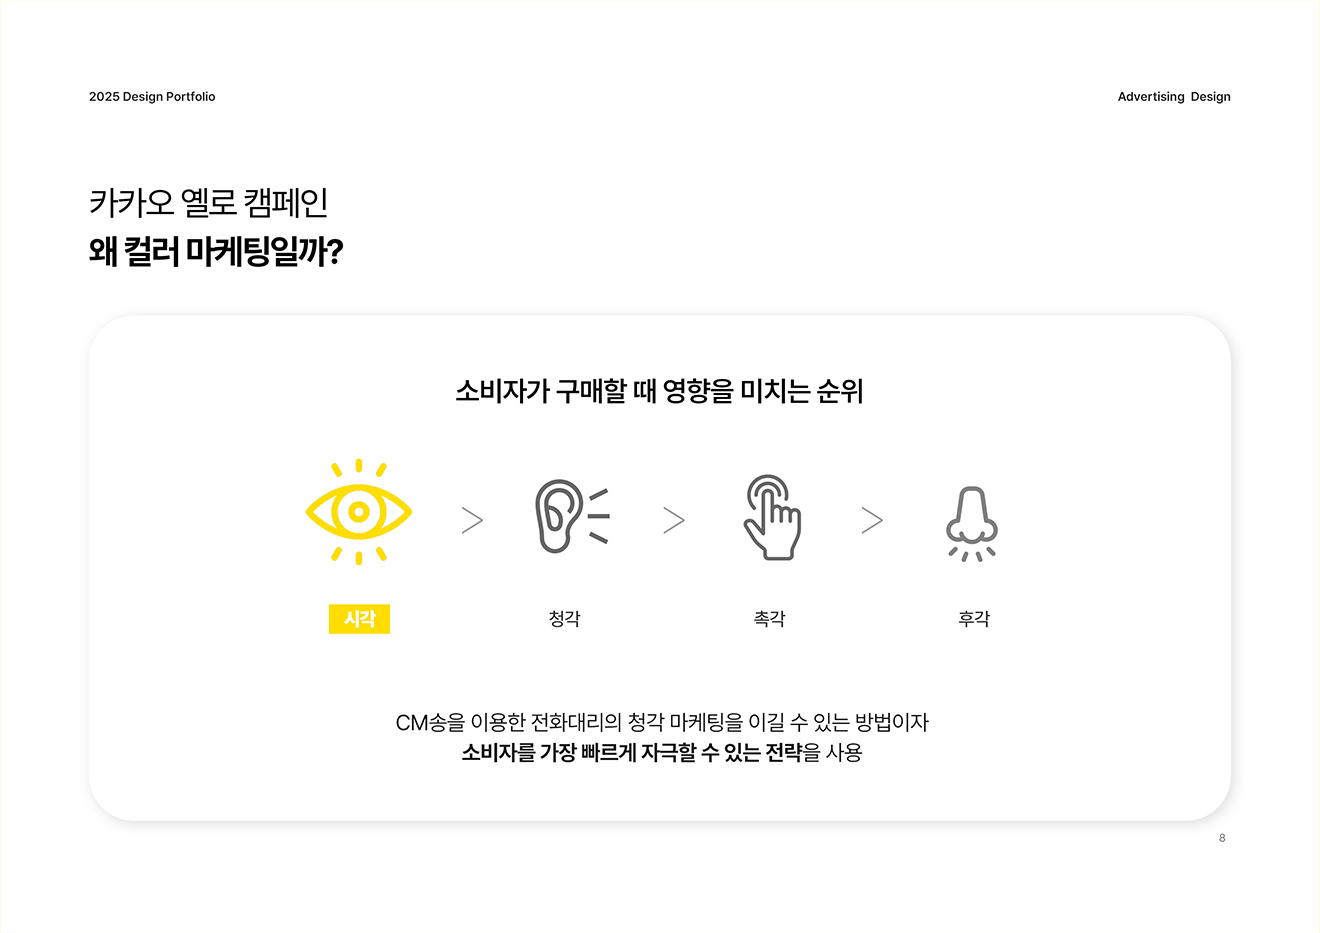 2025 Design Portfolio
Advertising Design
카카오 옐로 캠페인
왜 컬러 마케팅일까?
소비자가 구매할 때 영향을 미치는 순위
시각
청각
촉각
후각
CM송을 이용한 전화대리의 청각 마케팅을 이길 수 있는 방법이자
소비자를 가장 빠르게 자극할 수 있는 전략을 사용
8